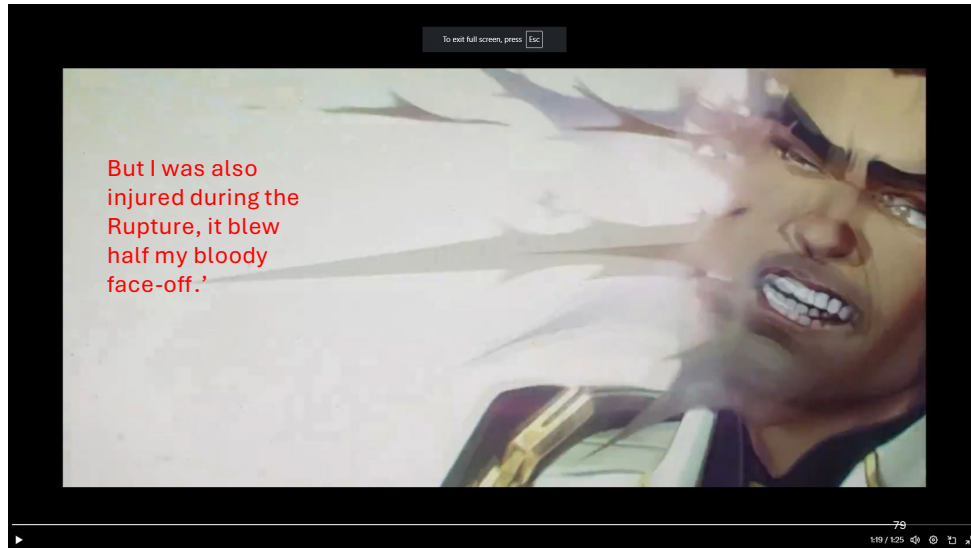 To exit full screen, press Esc
But I was also
injured during the
Rupture, it blew
half my bloody
face-off.’
79
1:19 / 1:25